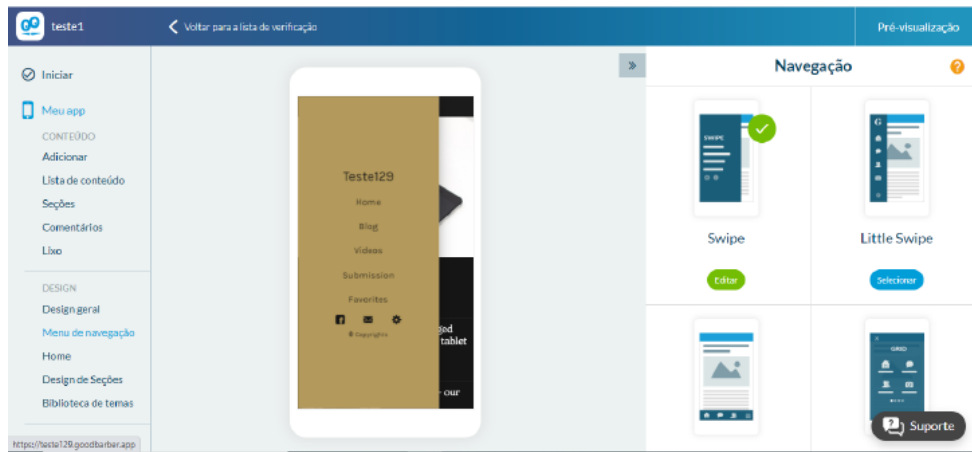 teste1
Voltar para a lista de verificação
Pré-visualização
Iniciar
Meu app
CONTEÚDO
Adicionar
Lista de conteúdo
Seções
Comentários
Lixo
DESIGN
Design geral
Menu de navegação
Home
Design de Seções
Biblioteca de temas
https://teste129.goodbarber.app
Teste129
Home
Blog
Videos
Submission
Favorites
© Copyrights
ged
tablet
our
»
Navegação
?
SWIPE
Swipe
Editar
G
Little Swipe
Selecionar
GRID
Suporte